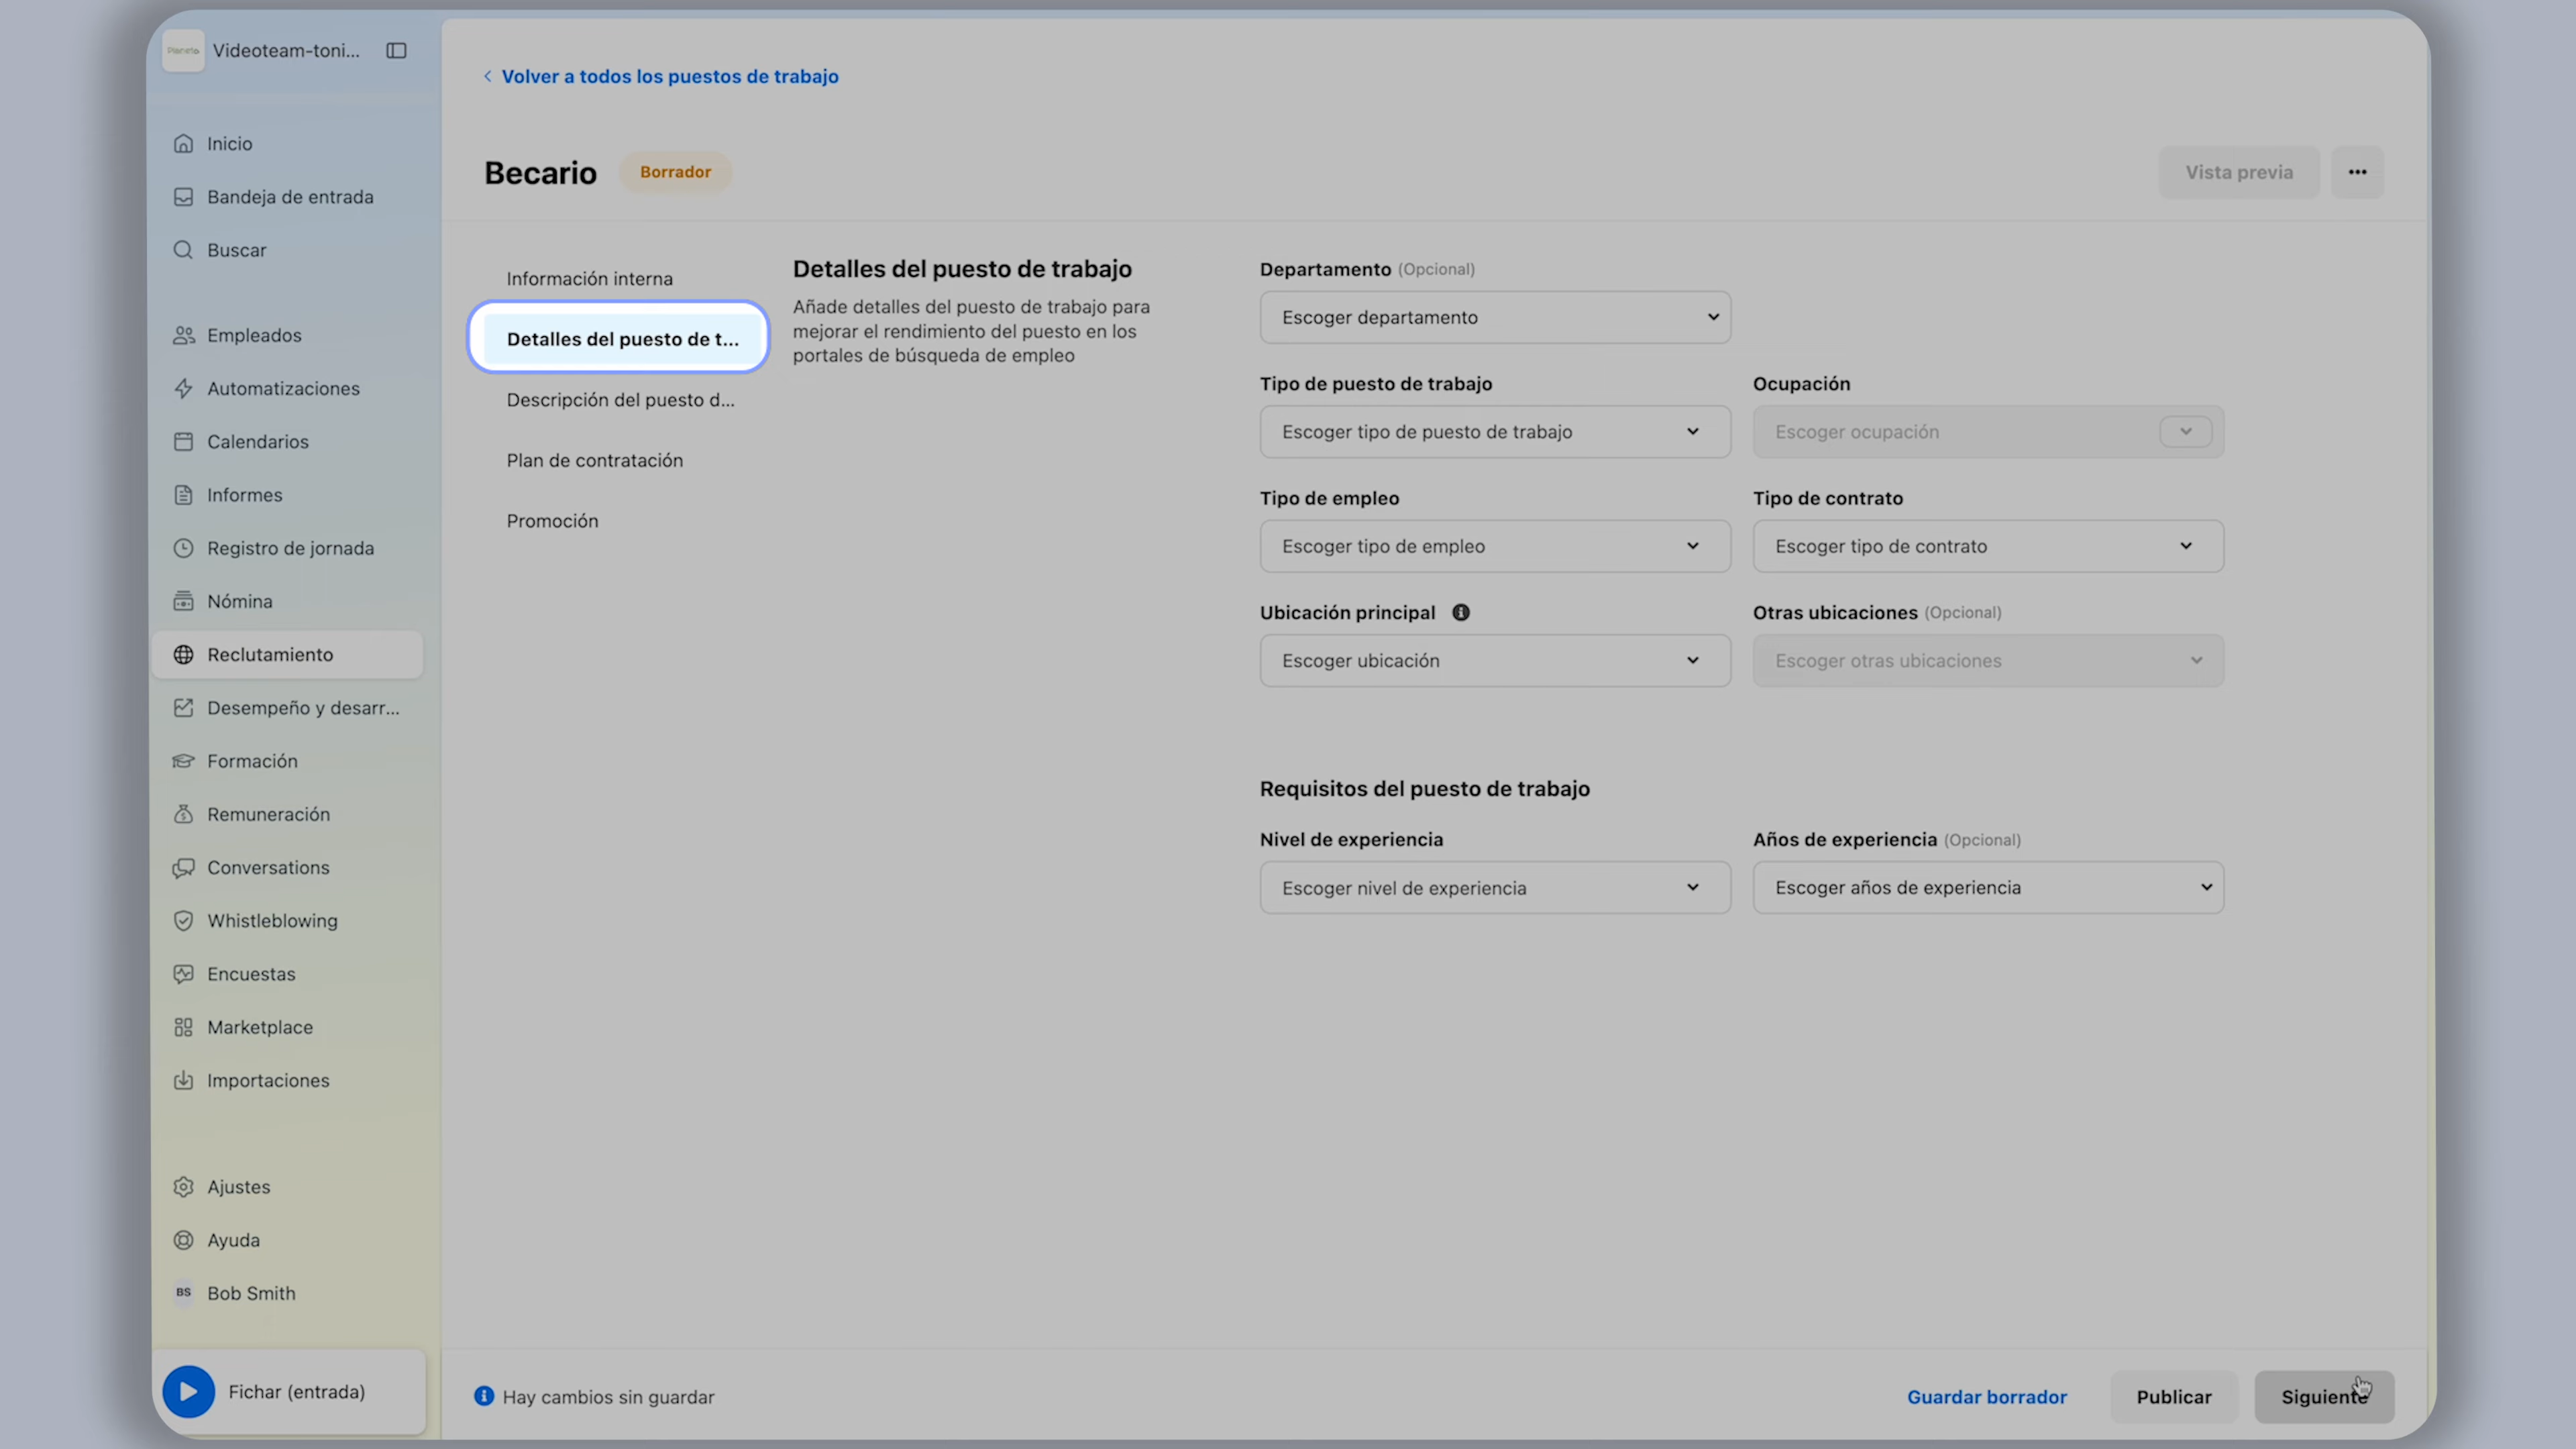 Videoteam-toni...
Inicio
Bandeja de entrada
Buscar
Empleados
Automatizaciones
Calendarios
Informes
Registro de jornada
Nómina
Reclutamiento
Desempeño y desarr...
Formación
Remuneración
Conversations
Whistleblowing
Encuestas
Marketplace
Importaciones
Ajustes
Ayuda
BS Bob Smith
Fichar (entrada)
Volver a todos los puestos de trabajo
Becario Borrador
Vista previa
Información interna
Detalles del puesto de t...
Descripción del puesto d...
Plan de contratación
Promoción
Detalles del puesto de trabajo
Añade detalles del puesto de trabajo para
mejorar el rendimiento del puesto en los
portales de búsqueda de empleo
Departamento (Opcional)
Escoger departamento
Tipo de puesto de trabajo Ocupación
Escoger tipo de puesto de trabajo Escoger ocupación
Tipo de empleo Tipo de contrato
Escoger tipo de empleo Escoger tipo de contrato
Ubicación principal Otras ubicaciones (Opcional)
Escoger ubicación Escoger otras ubicaciones
Requisitos del puesto de trabajo
Nivel de experiencia Años de experiencia (Opcional)
Escoger nivel de experiencia Escoger años de experiencia
Hay cambios sin guardar
Guardar borrador Publicar Siguiente